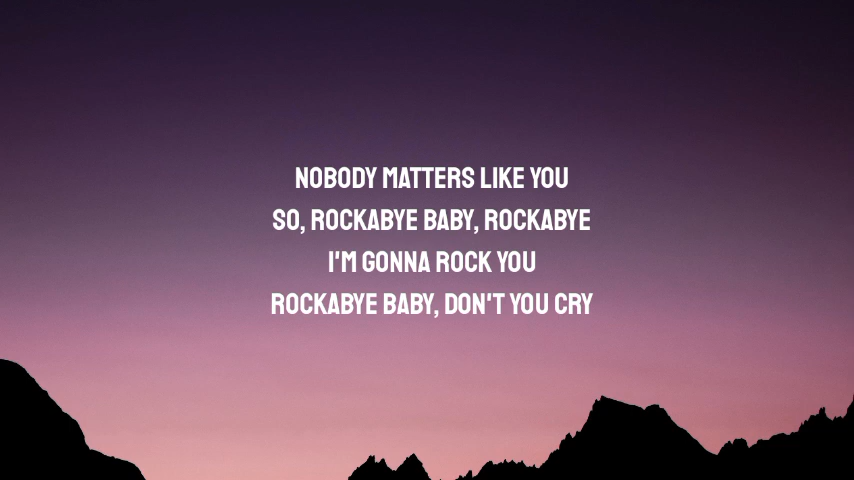 NOBODY MATTERS LIKE YOU
SO, ROCKABYE BABY, ROCKABYE
I'M GONNA ROCK YOU
ROCKABYE BABY, DON'T YOU CRY